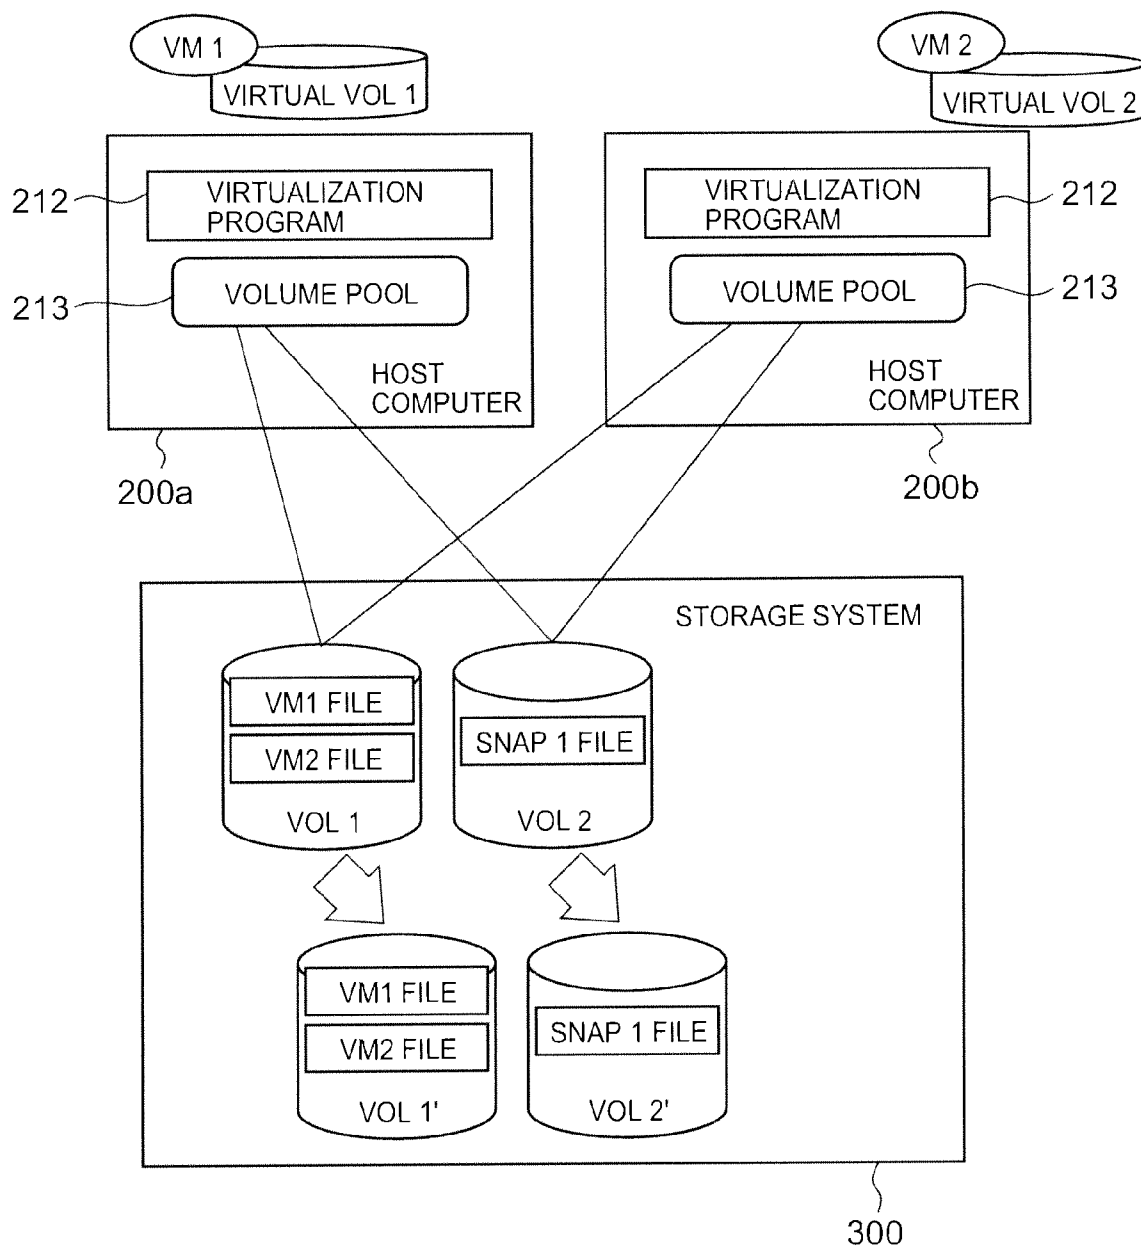 VM 1
VIRTUAL VOL 1
VM 2
VIRTUAL VOL 2
212
VIRTUALIZATION
PROGRAM
213
VOLUME POOL
HOST
COMPUTER
200a
VIRTUALIZATION
PROGRAM
212
VOLUME POOL
213
HOST
COMPUTER
200b
STORAGE SYSTEM
VM1 FILE
VM2 FILE
VOL 1
SNAP 1 FILE
VOL 2
VM1 FILE
VM2 FILE
VOL 1'
SNAP 1 FILE
VOL 2'
300